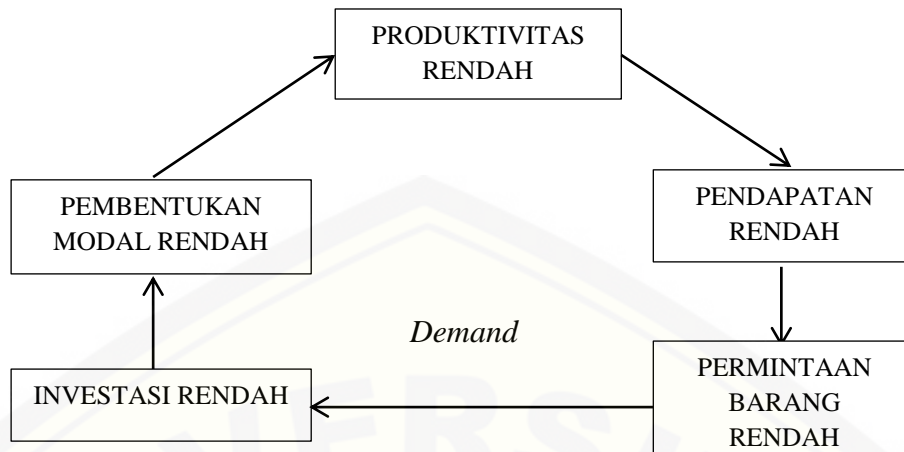 PRODUKTIVITAS
RENDAH
PEMBENTUKAN
MODAL RENDAH
PENDAPATAN
RENDAH
Demand
INVESTASI RENDAH
PERMINTAAN
BARANG
RENDAH